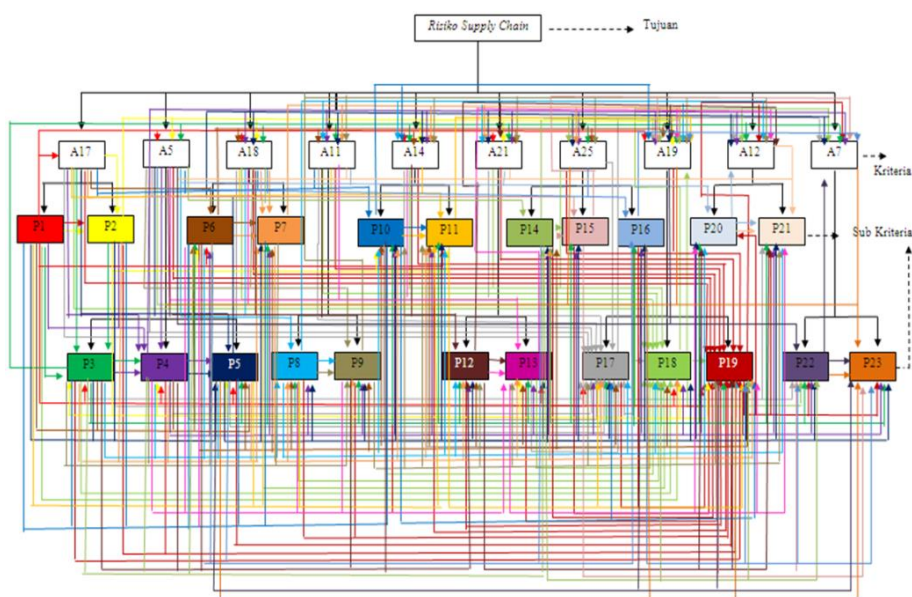 Risiko Supply Chain
Tujuan
A17 A5 A18 A11 A14 A21 A25 A19 A12 A7
Kriteria
P1 P2 P6 P7 P10 P11 P14 P15 P16 P20 P21
Sub Kriteria
P3 P4 P5 P8 P9 P12 P13 P17 P18 P19 P22 P23